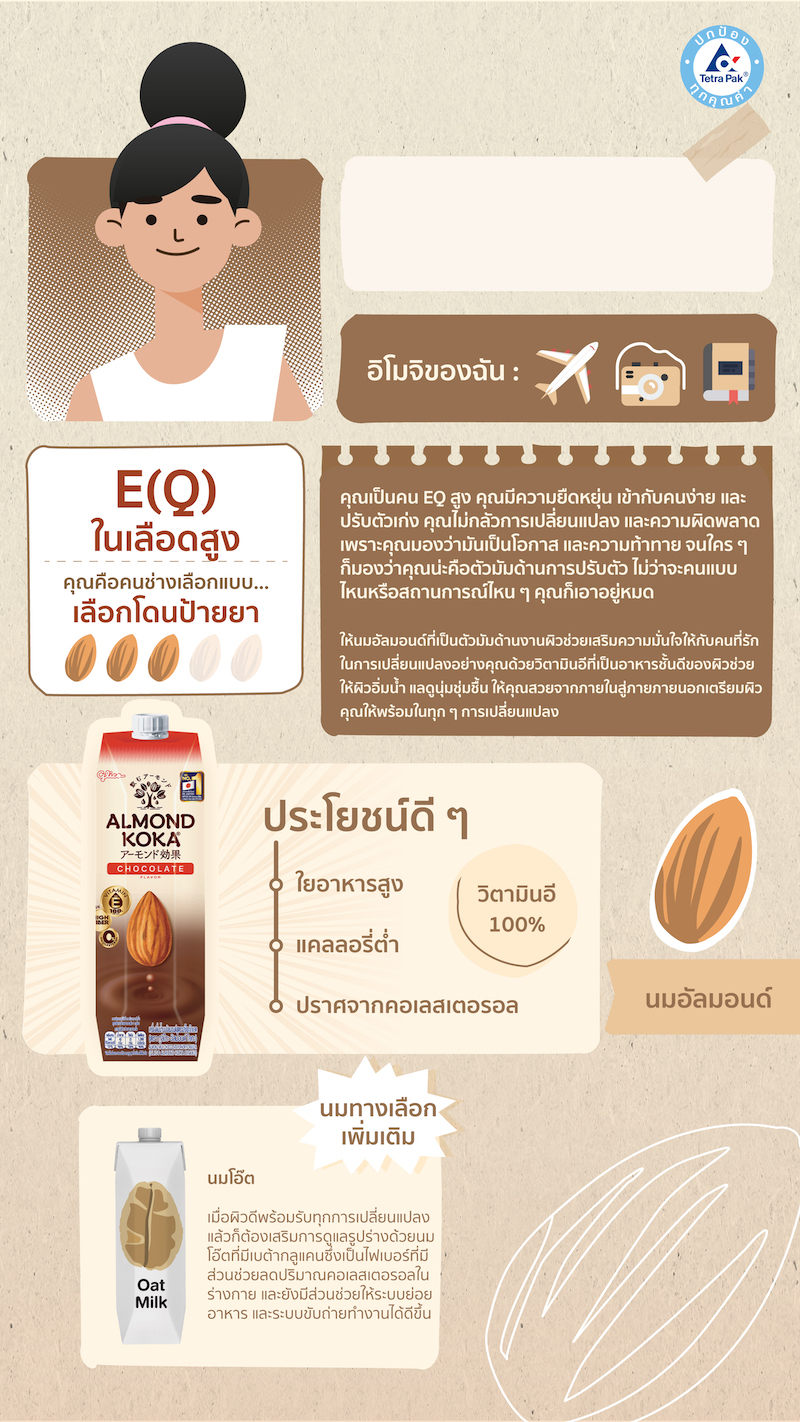 ปกป้อง
Tetra Pak®
ทุกคุณค่า
อิโมจิของฉัน :
E(Q)
ในเลือดสูง
คุณคือคนช่างเลือกแบบ...
เลือกโดนป้ายยา
คุณเป็นคน EQ สูง คุณมีความยืดหยุ่น เข้ากับคนง่าย และ
ปรับตัวเก่ง คุณไม่กลัวการเปลี่ยนแปลง และความผิดพลาด
เพราะคุณมองว่ามันเป็นโอกาส และความท้าทาย จนใคร ๆ
ก็มองว่าคุณน่ะคือตัวมัมด้านการปรับตัว ไม่ว่าจะคนแบบ
ไหนหรือสถานการณ์ไหน ๆ คุณก็เอาอยู่หมด
ให้นมอัลมอนด์ที่เป็นตัวมัมด้านงานผิวช่วยเสริมความมั่นใจให้กับคนที่รัก
ในการเปลี่ยนแปลงอย่างคุณด้วยวิตามินอีที่เป็นอาหารชั้นดีของผิวช่วย
ให้ผิวอิ่มน้ำ แลดูนุ่มชุ่มชื้น ให้คุณสวยจากภายในสู่ภายภายนอกเตรียมผิว
คุณให้พร้อมในทุก ๆ การเปลี่ยนแปลง
Glico
飲むアーモンド
ALMOND
KOKA
アーモンド効果
CHOCOLATE
FLAVOR
VITAMIN
E
ประโยชน์ดี ๆ
ใยอาหารสูง
แคลลอรี่ต่ำ
ปราศจากคอเลสเตอรอล
วิตามินอี
100%
นมอัลมอนด์
นมทางเลือก
เพิ่มเติม
นมโอ๊ต
เมื่อผิวดีพร้อมรับทุกการเปลี่ยนแปลง
แล้วก็ต้องเสริมการดูแลรูปร่างด้วยนม
โอ๊ตที่มีเบต้ากลูแคนซึ่งเป็นไฟเบอร์ที่มี
ส่วนช่วยลดปริมาณคอเลสเตอรอลใน
ร่างกาย และยังมีส่วนช่วยให้ระบบย่อย
อาหาร และระบบขับถ่ายทำงานได้ดีขึ้น
Oat
Milk